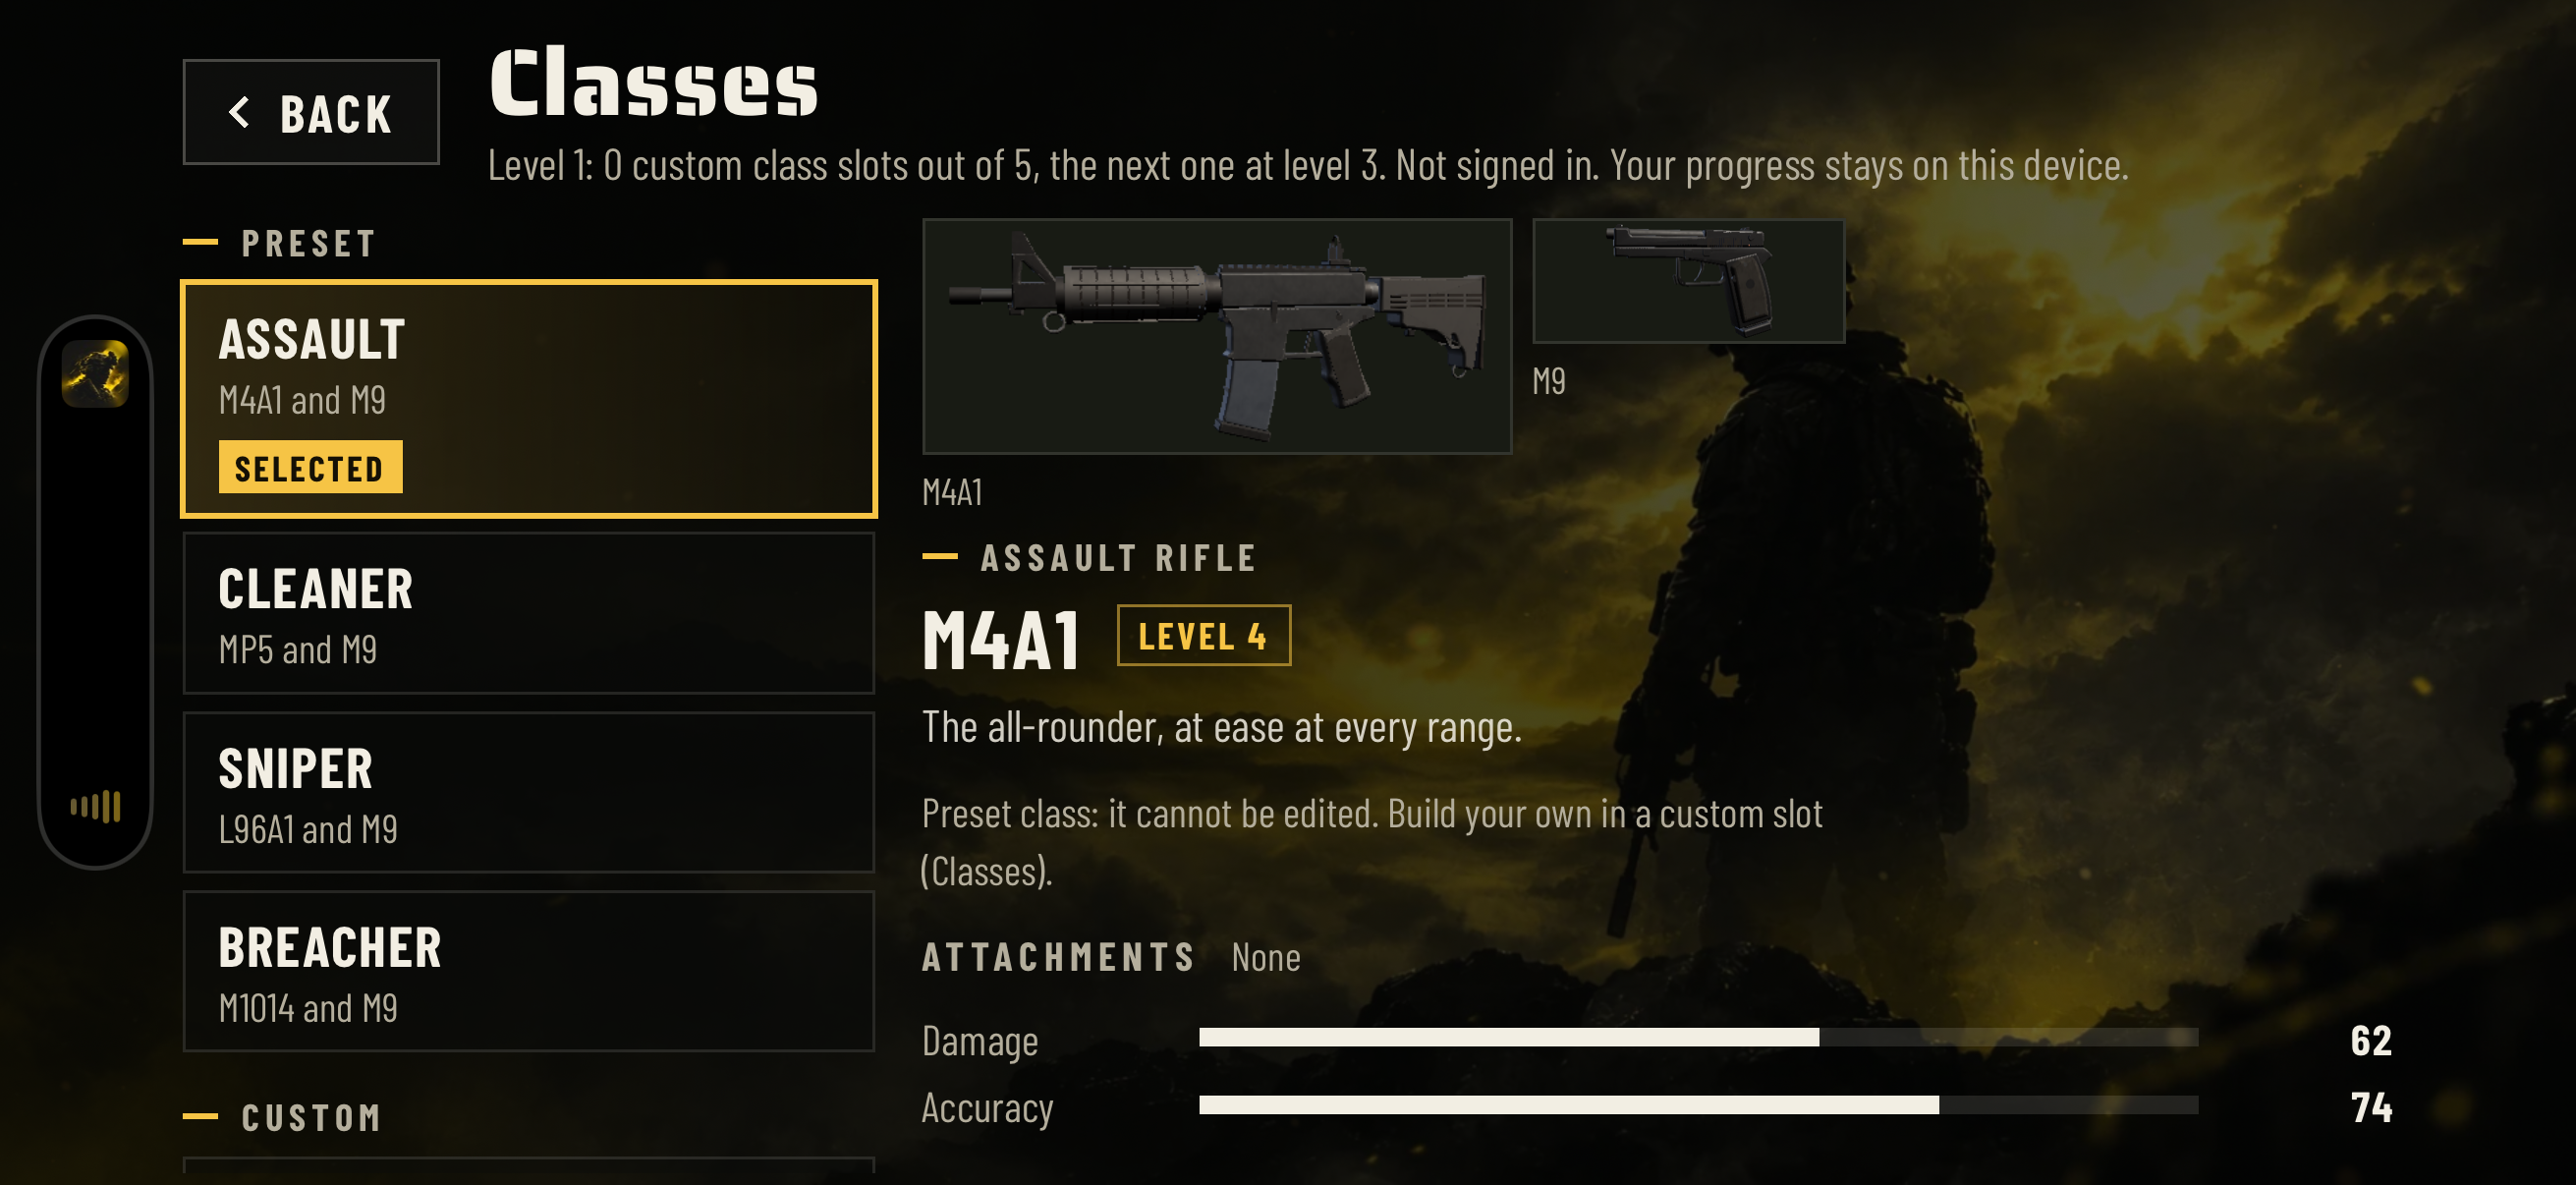 BACK
Classes
Level 1: 0 custom class slots out of 5, the next one at level 3. Not signed in. Your progress stays on this device.
PRESET
ASSAULT
M4A1 and M9
SELECTED
CLEANER
MP5 and M9
SNIPER
L96A1 and M9
BREACHER
M1014 and M9
CUSTOM
M4A1
M9
ASSAULT RIFLE
M4A1 LEVEL 4
The all-rounder, at ease at every range.
Preset class: it cannot be edited. Build your own in a custom slot
(Classes).
ATTACHMENTS None
Damage 62
Accuracy 74